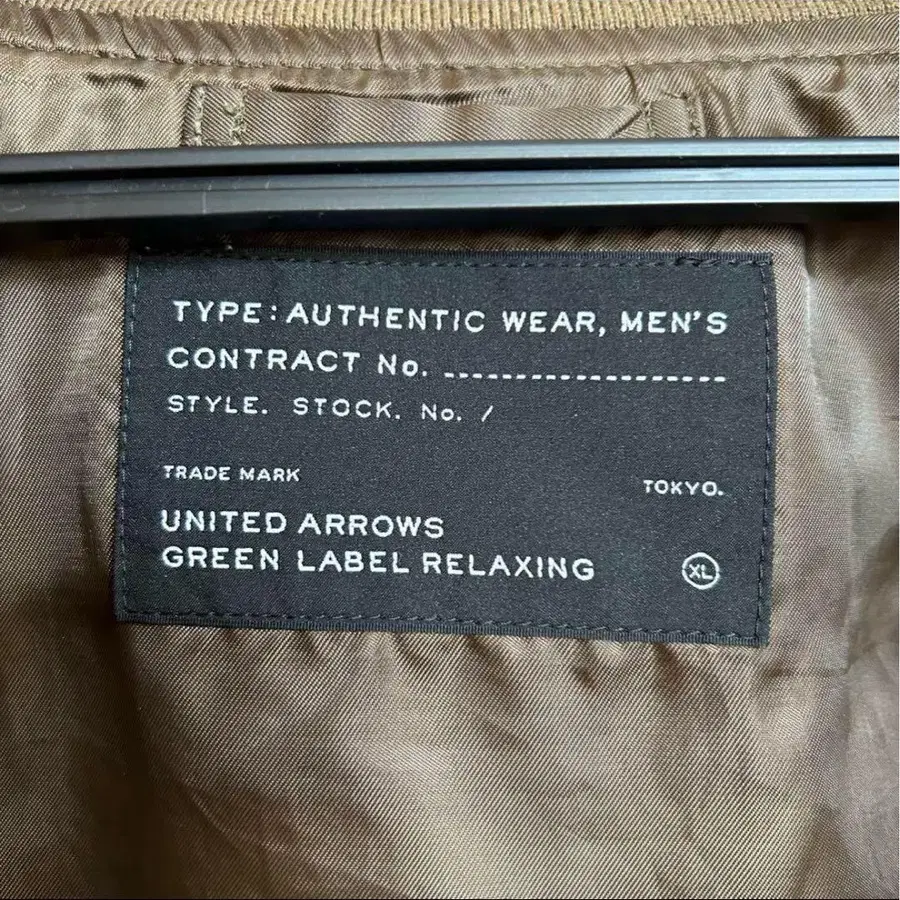 TYPE: AUTHENTIC WEAR, MEN'S
CONTRACT No. --------------------
STYLE. STOCK. No. /
TRADE MARK
TOKYO.
UNITED ARROWS
GREEN LABEL RELAXING
XL